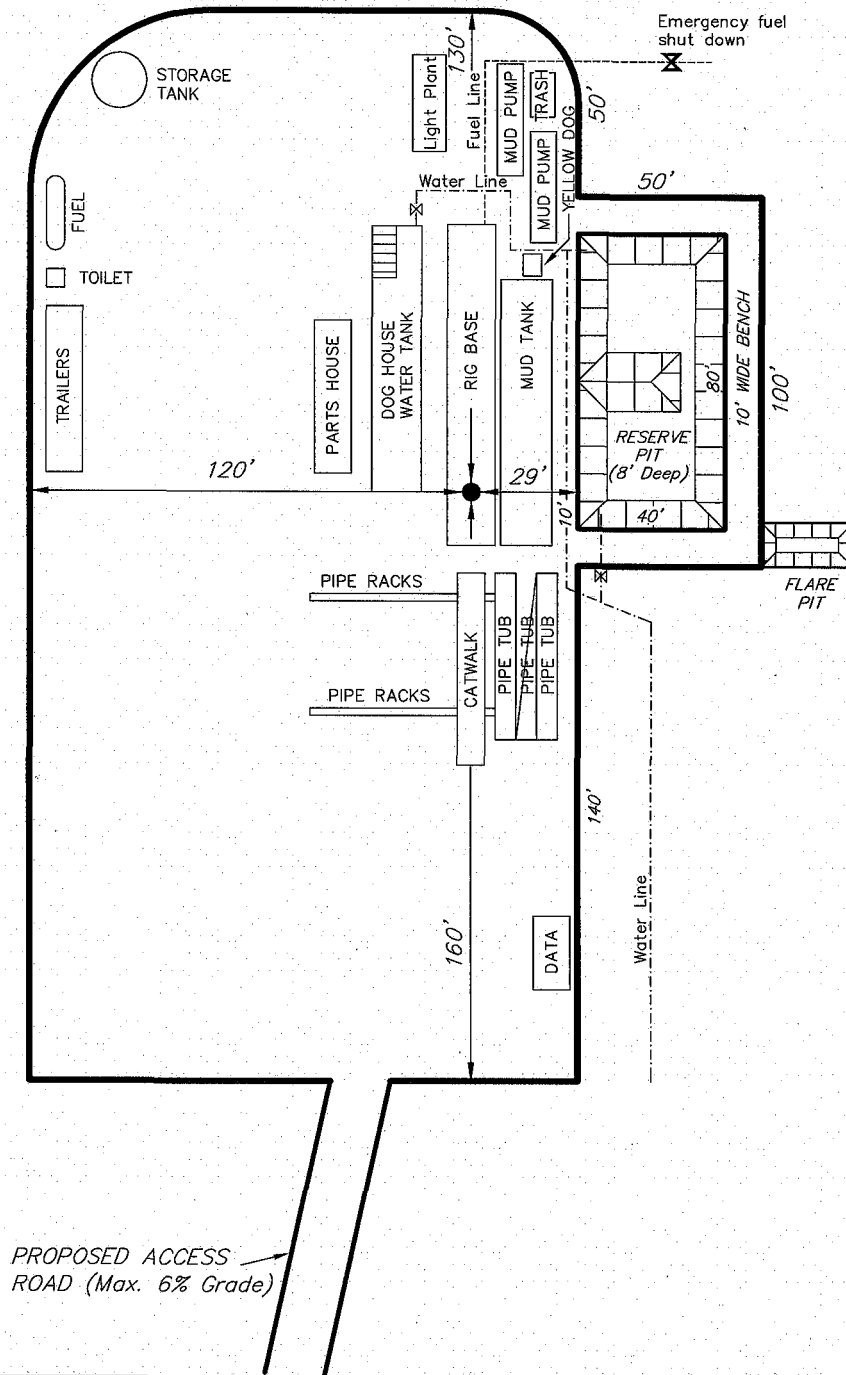 Emergency fuel
shut down
STORAGE
TANK
Light Plant
130'
Fuel Line
MUD PUMP
TRASH
MUD PUMP
YELLOW DOG
50'
50'
Water Line
FUEL
TOILET
TRAILERS
PARTS HOUSE
DOG HOUSE
WATER TANK
RIG BASE
MUD TANK
80'
10' WIDE BENCH
100'
RESERVE
PIT
(8' Deep)
120'
29'
10'
40'
FLARE
PIT
PIPE RACKS
CATWALK
PIPE TUB
PIPE TUB
PIPE TUB
PIPE RACKS
140'
160'
DATA
Water Line
PROPOSED ACCESS
ROAD (Max. 6% Grade)